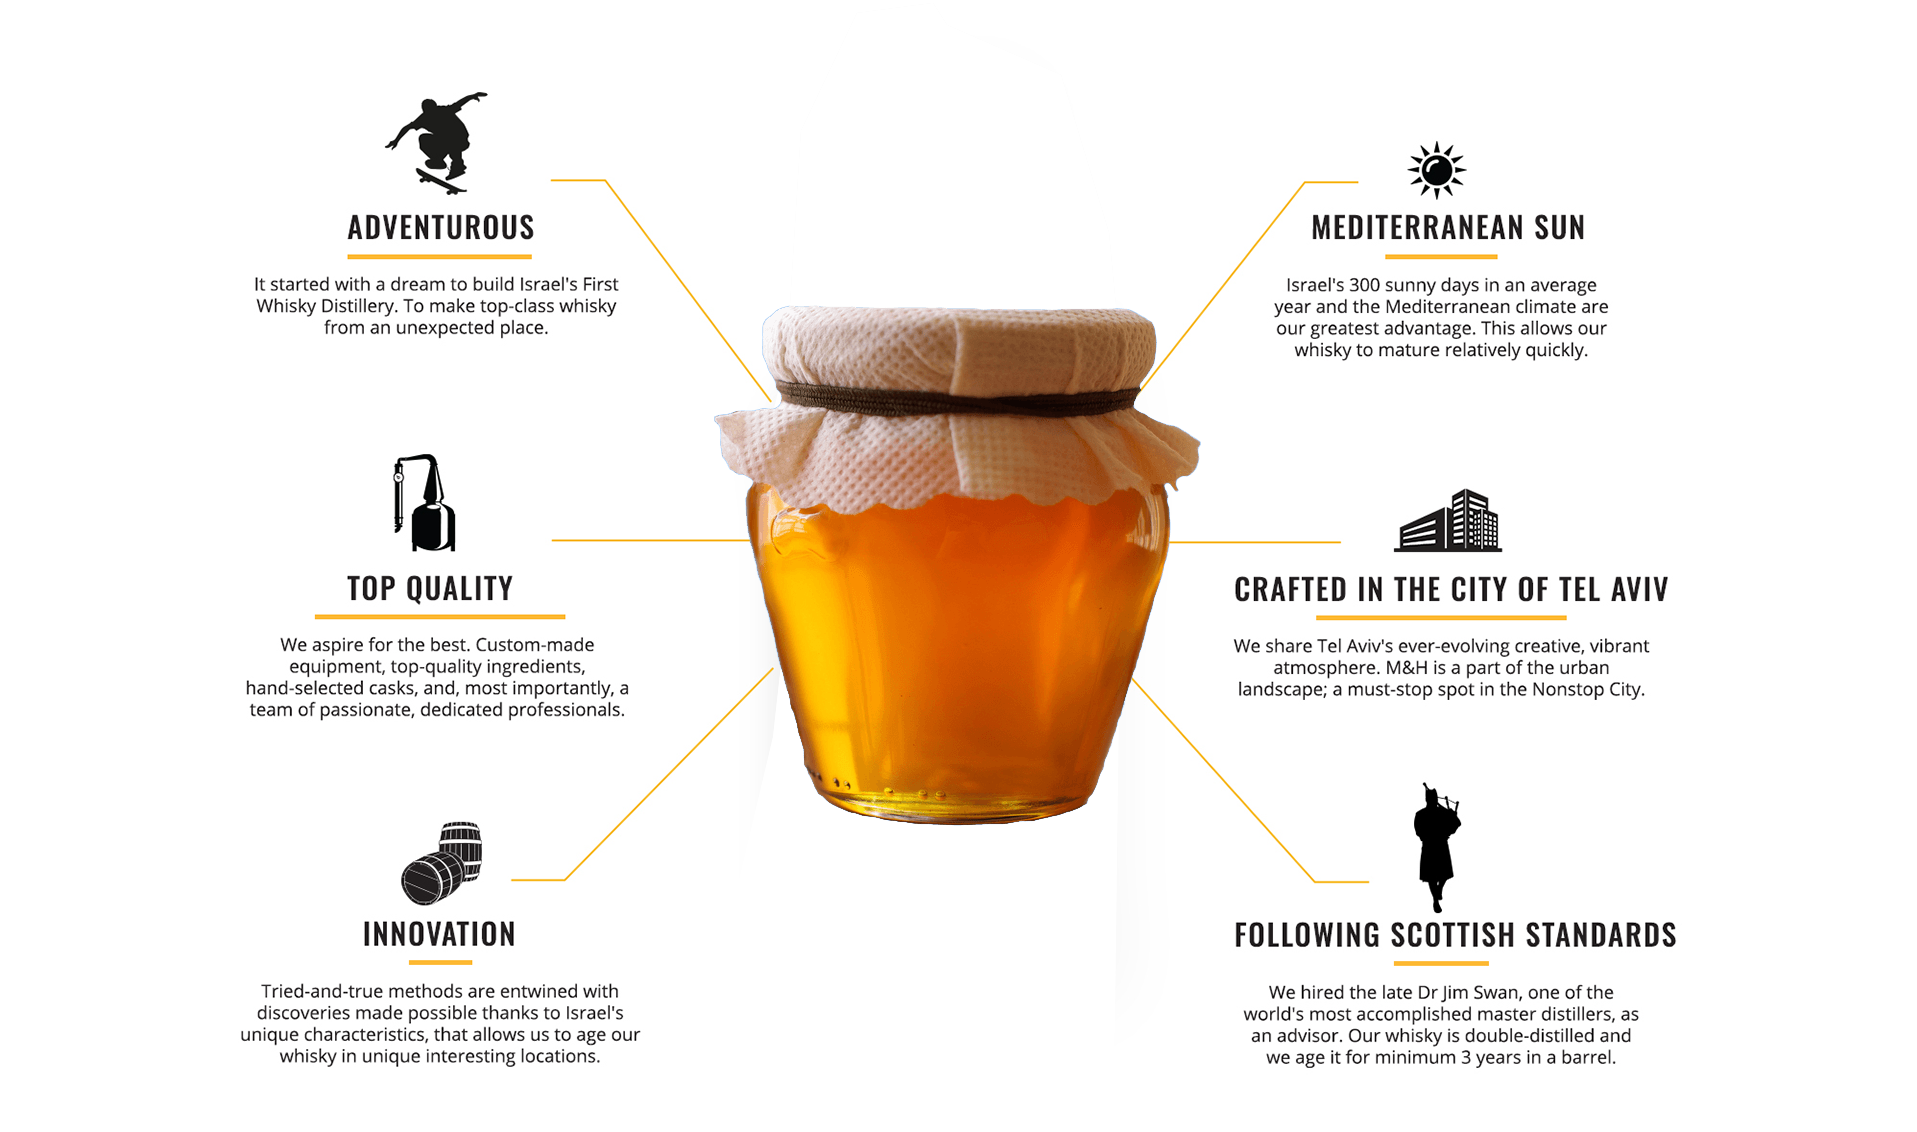 ADVENTUROUS
It started with a dream to build Israel's First
Whisky Distillery. To make top-class whisky
from an unexpected place.
TOP QUALITY
We aspire for the best. Custom-made
equipment, top-quality ingredients,
hand-selected casks, and, most importantly, a
team of passionate, dedicated professionals.
INNOVATION
Tried-and-true methods are entwined with
discoveries made possible thanks to Israel's
unique characteristics, that allows us to age our
whisky in unique interesting locations.
MEDITERRANEAN SUN
Israel's 300 sunny days in an average
year and the Mediterranean climate are
our greatest advantage. This allows our
whisky to mature relatively quickly.
CRAFTED IN THE CITY OF TEL AVIV
We share Tel Aviv's ever-evolving creative, vibrant
atmosphere. M&H is a part of the urban
landscape; a must-stop spot in the Nonstop City.
FOLLOWING SCOTTISH STANDARDS
We hired the late Dr Jim Swan, one of the
world's most accomplished master distillers, as
an advisor. Our whisky is double-distilled and
we age it for minimum 3 years in a barrel.